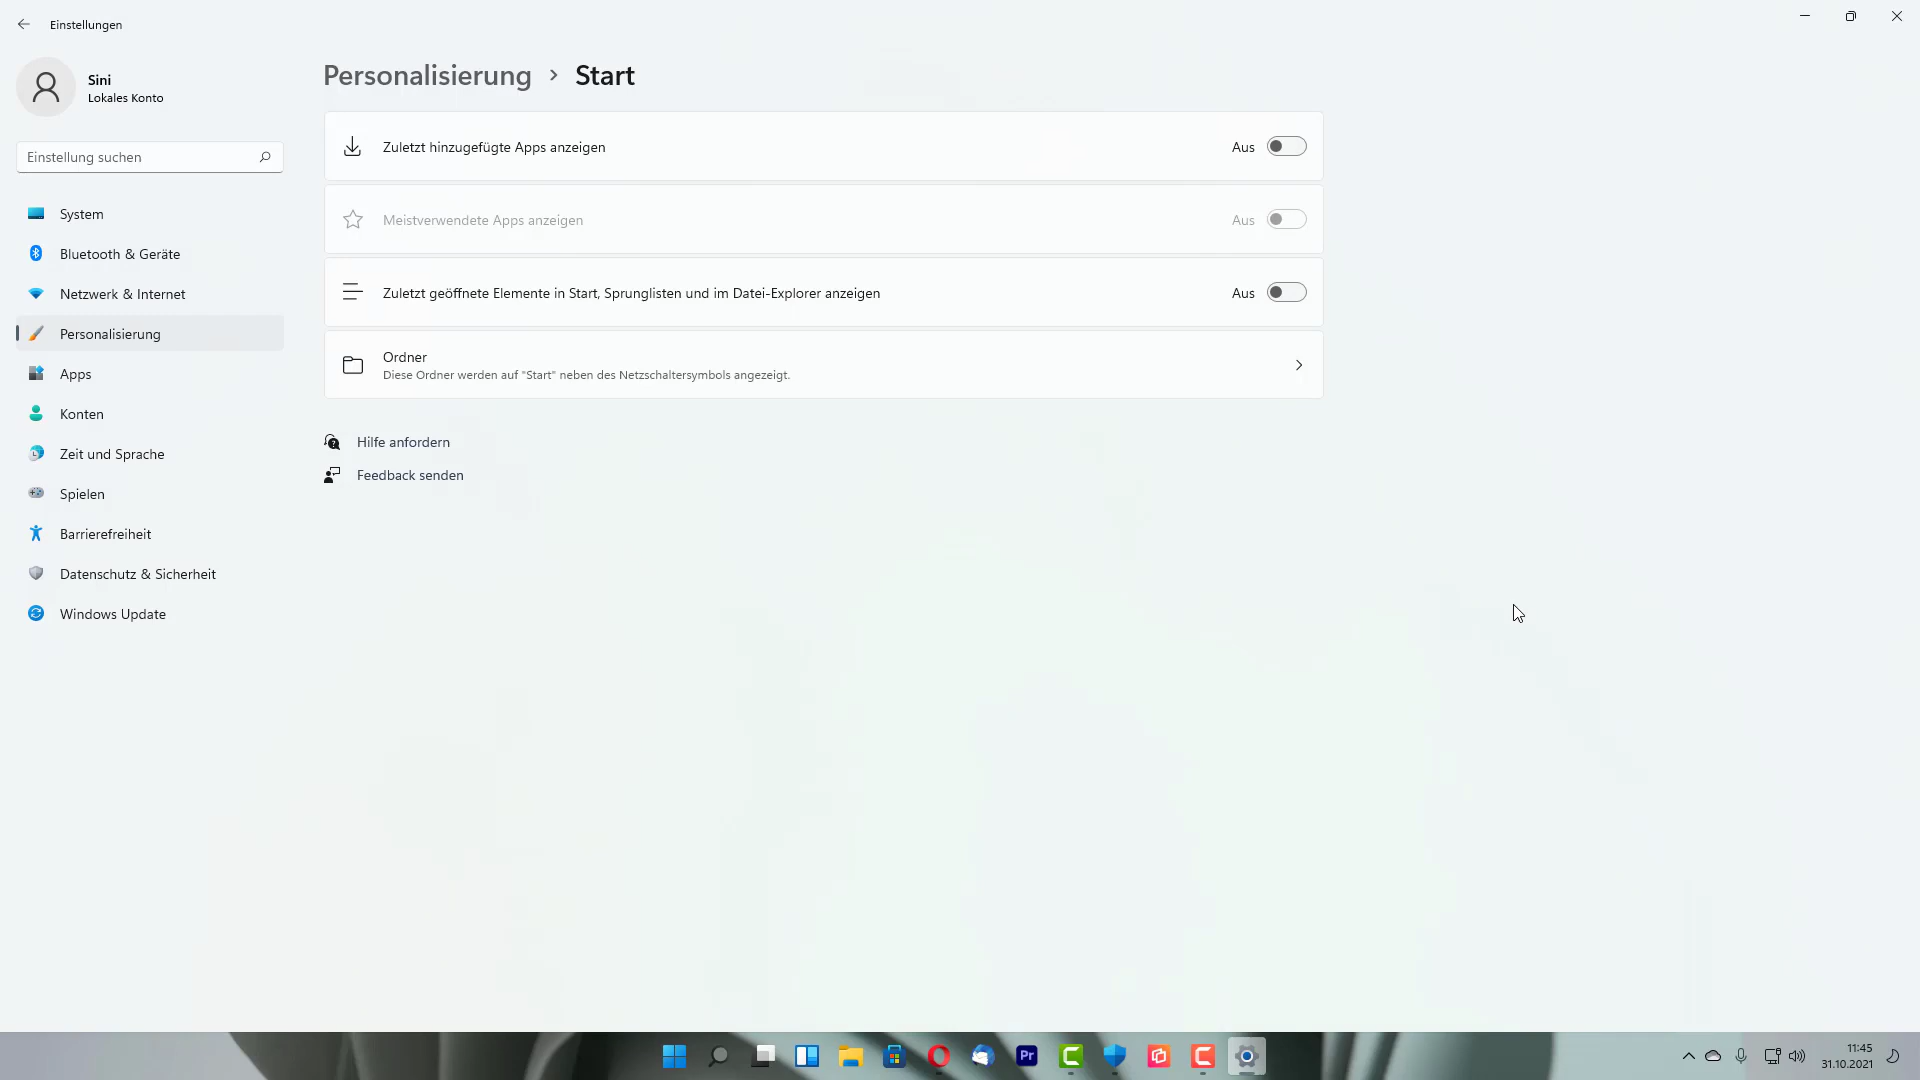 Einstellungen
Sini
Lokales Konto
Einstellung suchen
System
Bluetooth & Geräte
Netzwerk & Internet
Personalisierung
Apps
Konten
Zeit und Sprache
Spielen
Barrierefreiheit
Datenschutz & Sicherheit
Windows Update
Personalisierung > Start
Zuletzt hinzugefügte Apps anzeigen Aus
Meistverwendete Apps anzeigen Aus
Zuletzt geöffnete Elemente in Start, Sprunglisten und im Datei-Explorer anzeigen Aus
Ordner
Diese Ordner werden auf "Start" neben des Netzschaltersymbols angezeigt.
Hilfe anfordern
Feedback senden
Pr
11:45
31.10.2021